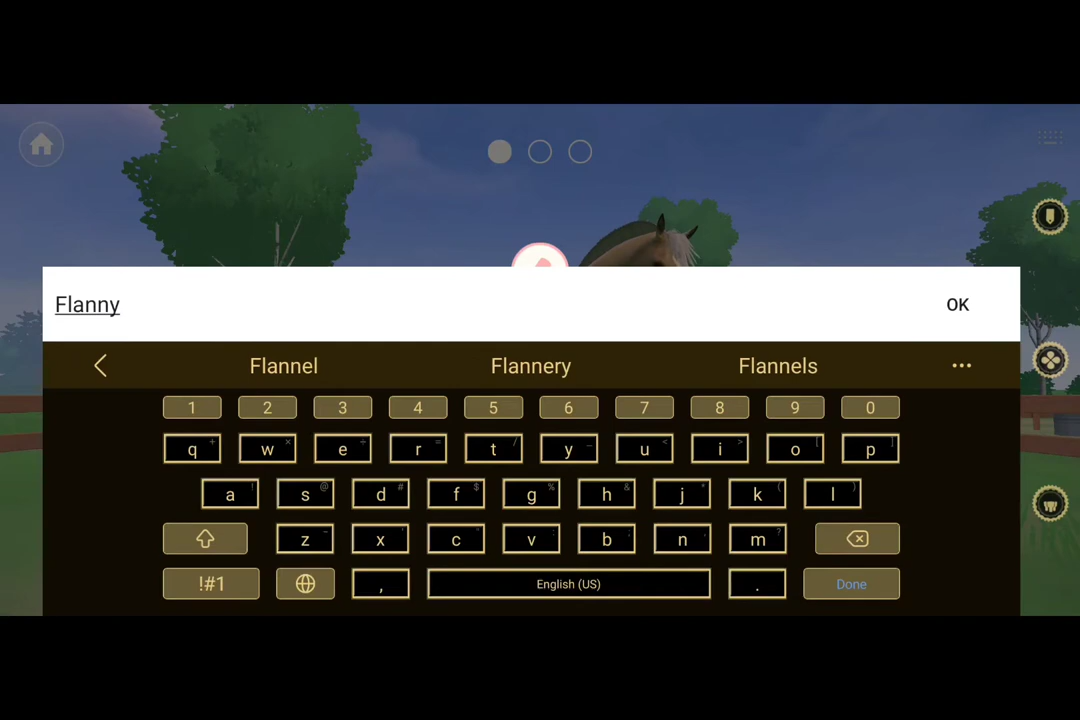 Flanny OK
Flannel Flannery Flannels ...
1 2 3 4 5 6 7 8 9 0
q + w × e ÷ r = t / y _ u < i > o [ p ]
a ! s @ d # f $ g % h & j * k ( l )
z - x ' c " v : b ; n , m ?
!#1 , English (US) . Done